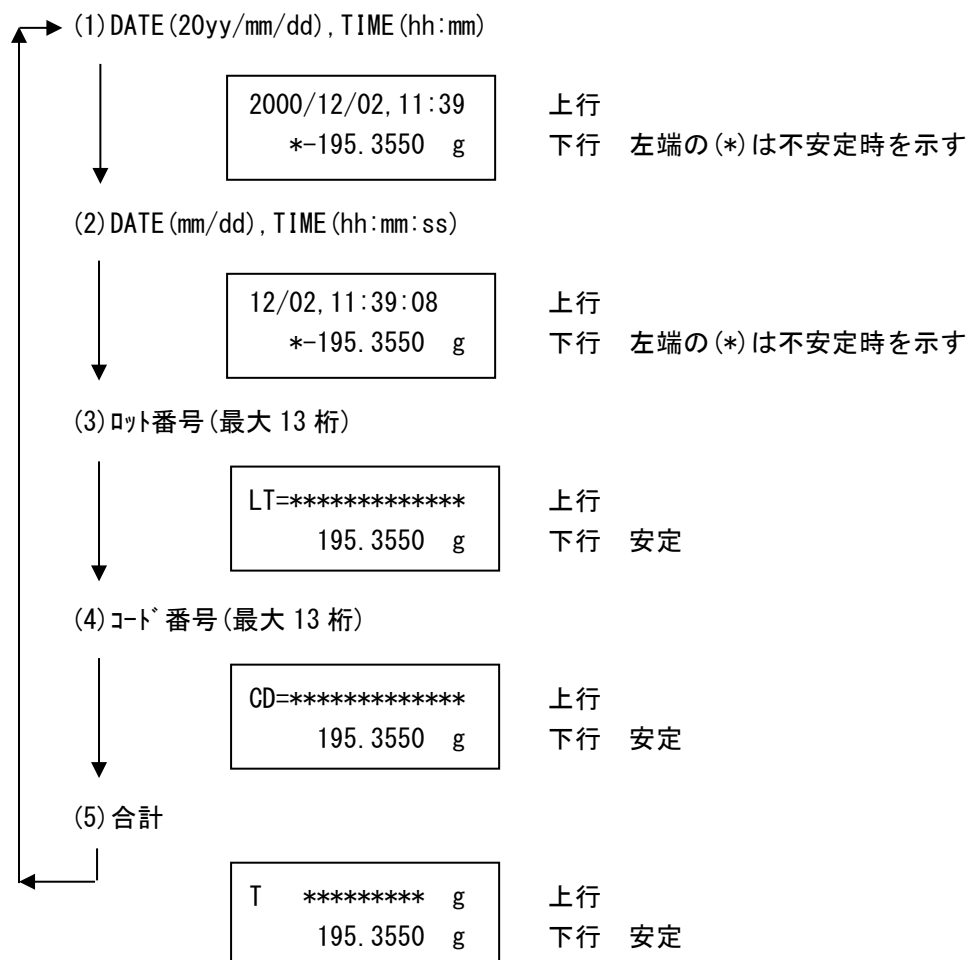 (1)DATE(20yy/mm/dd),TIME(hh:mm)
2000/12/02,11:39 上行
*-195.3550 g 下行 左端の(*)は不安定時を示す
(2)DATE(mm/dd),TIME(hh:mm:ss)
12/02,11:39:08 上行
*-195.3550 g 下行 左端の(*)は不安定時を示す
(3)ﾛｯﾄ番号(最大 13 桁)
LT=************* 上行
195.3550 g 下行 安定
(4)ｺｰﾄﾞ番号(最大 13 桁)
CD=************* 上行
195.3550 g 下行 安定
(5)合計
T ********* g 上行
195.3550 g 下行 安定